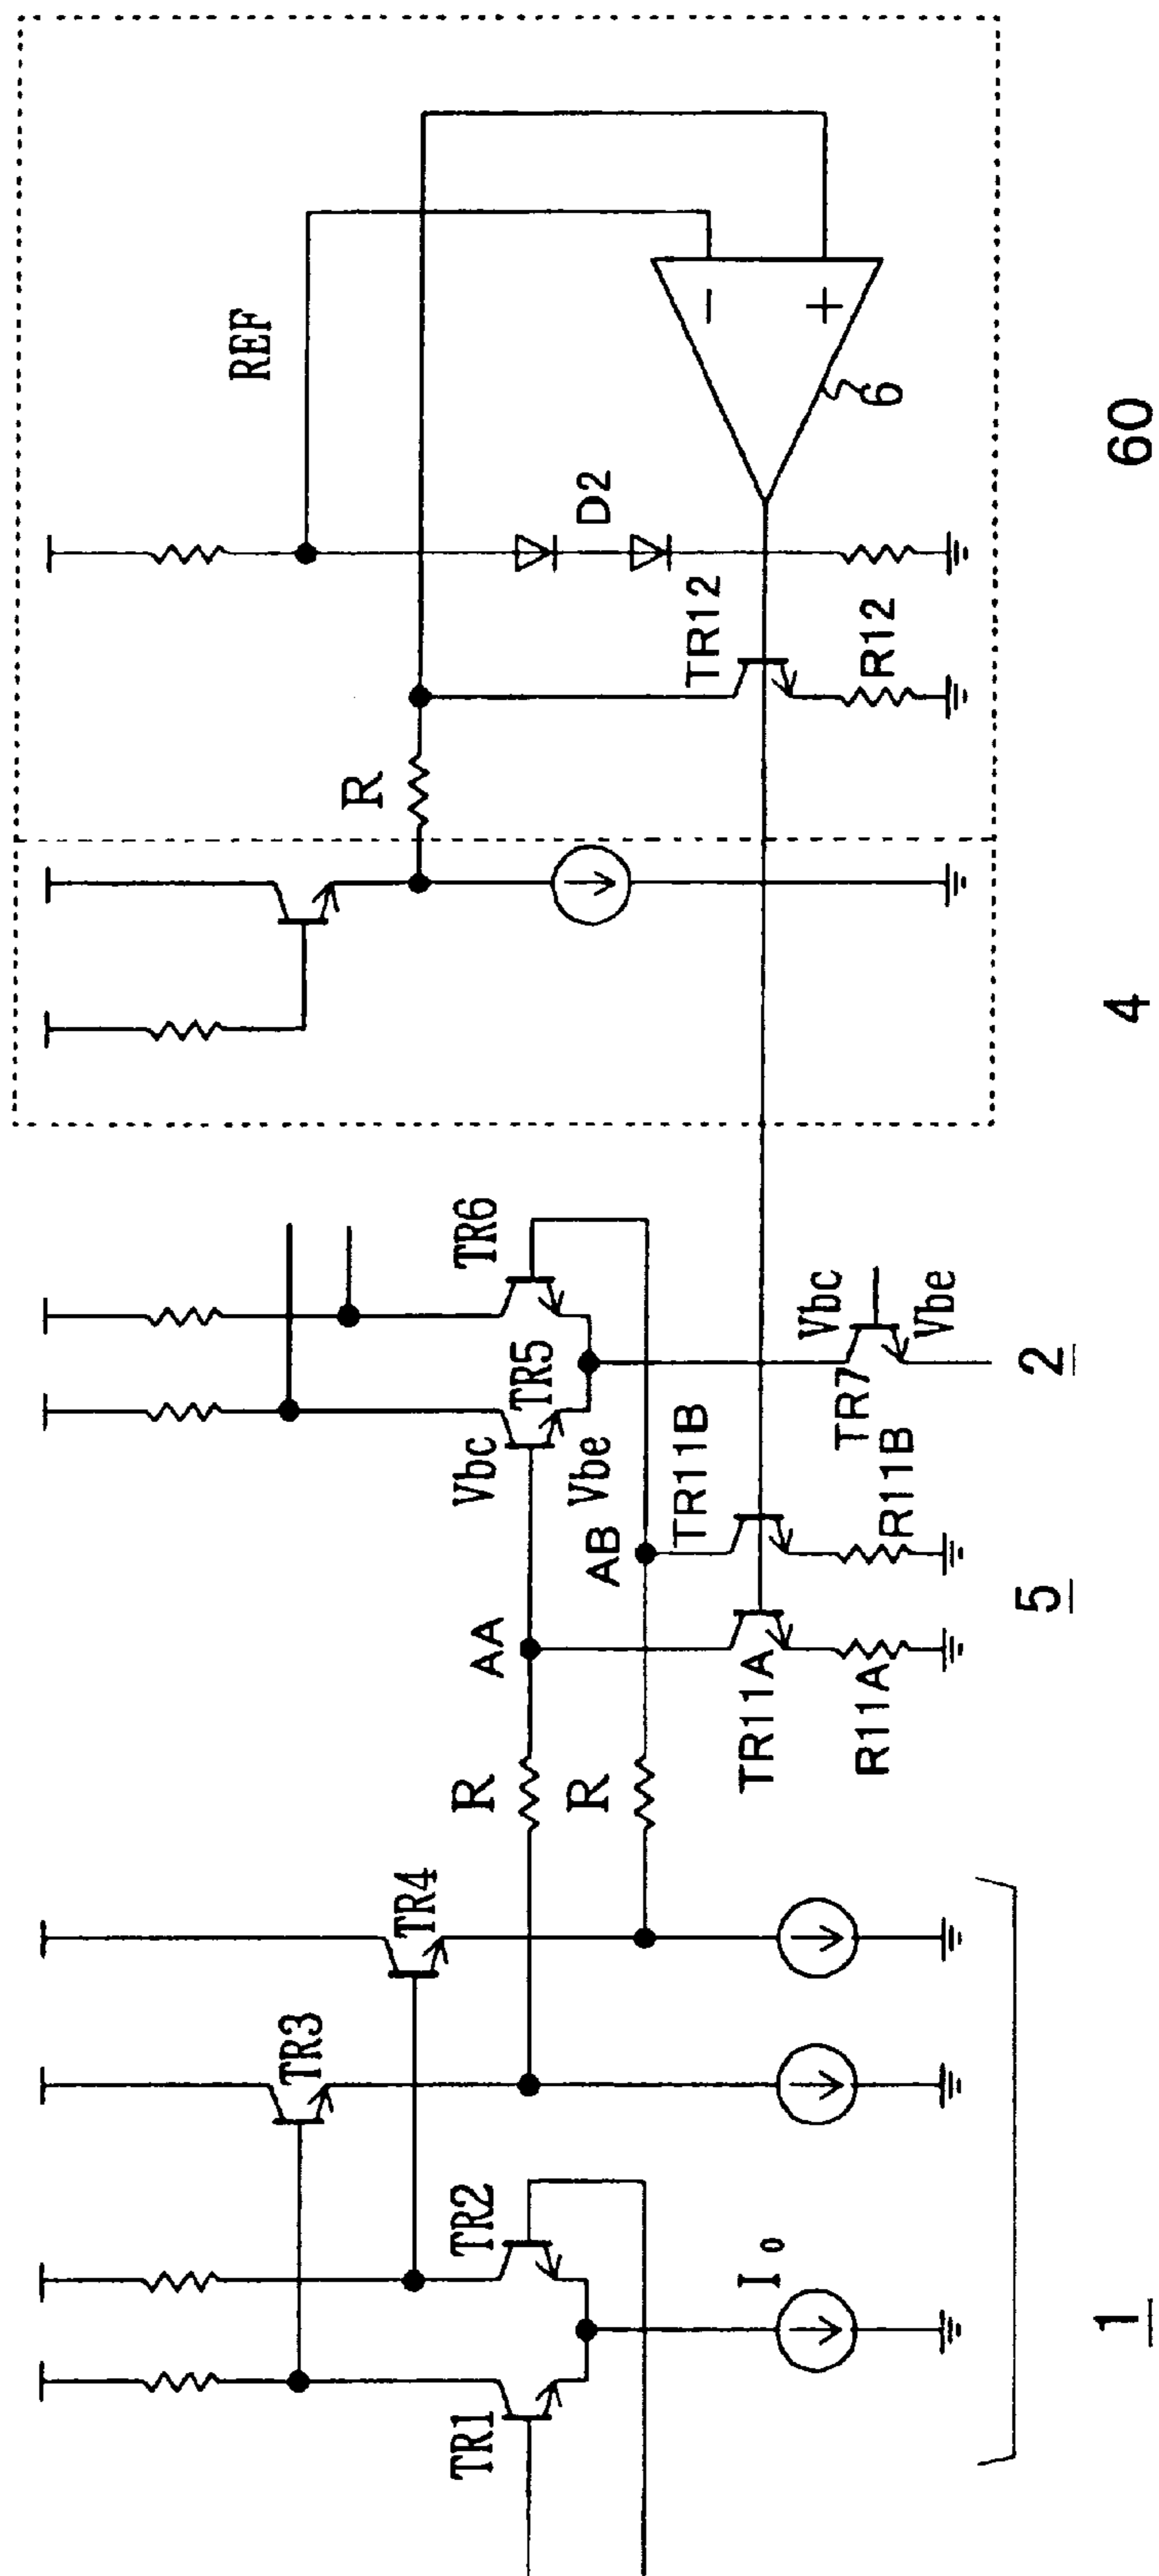 TR1
TR2
I₀
TR3
TR4
1
R
R
AA
AB
TR11A
R11A
TR11B
R11B
5
Vbc
Vbe
TR5
TR6
Vbc
TR7
Vbe
2
4
R
TR12
R12
D2
REF
−
+
6
60